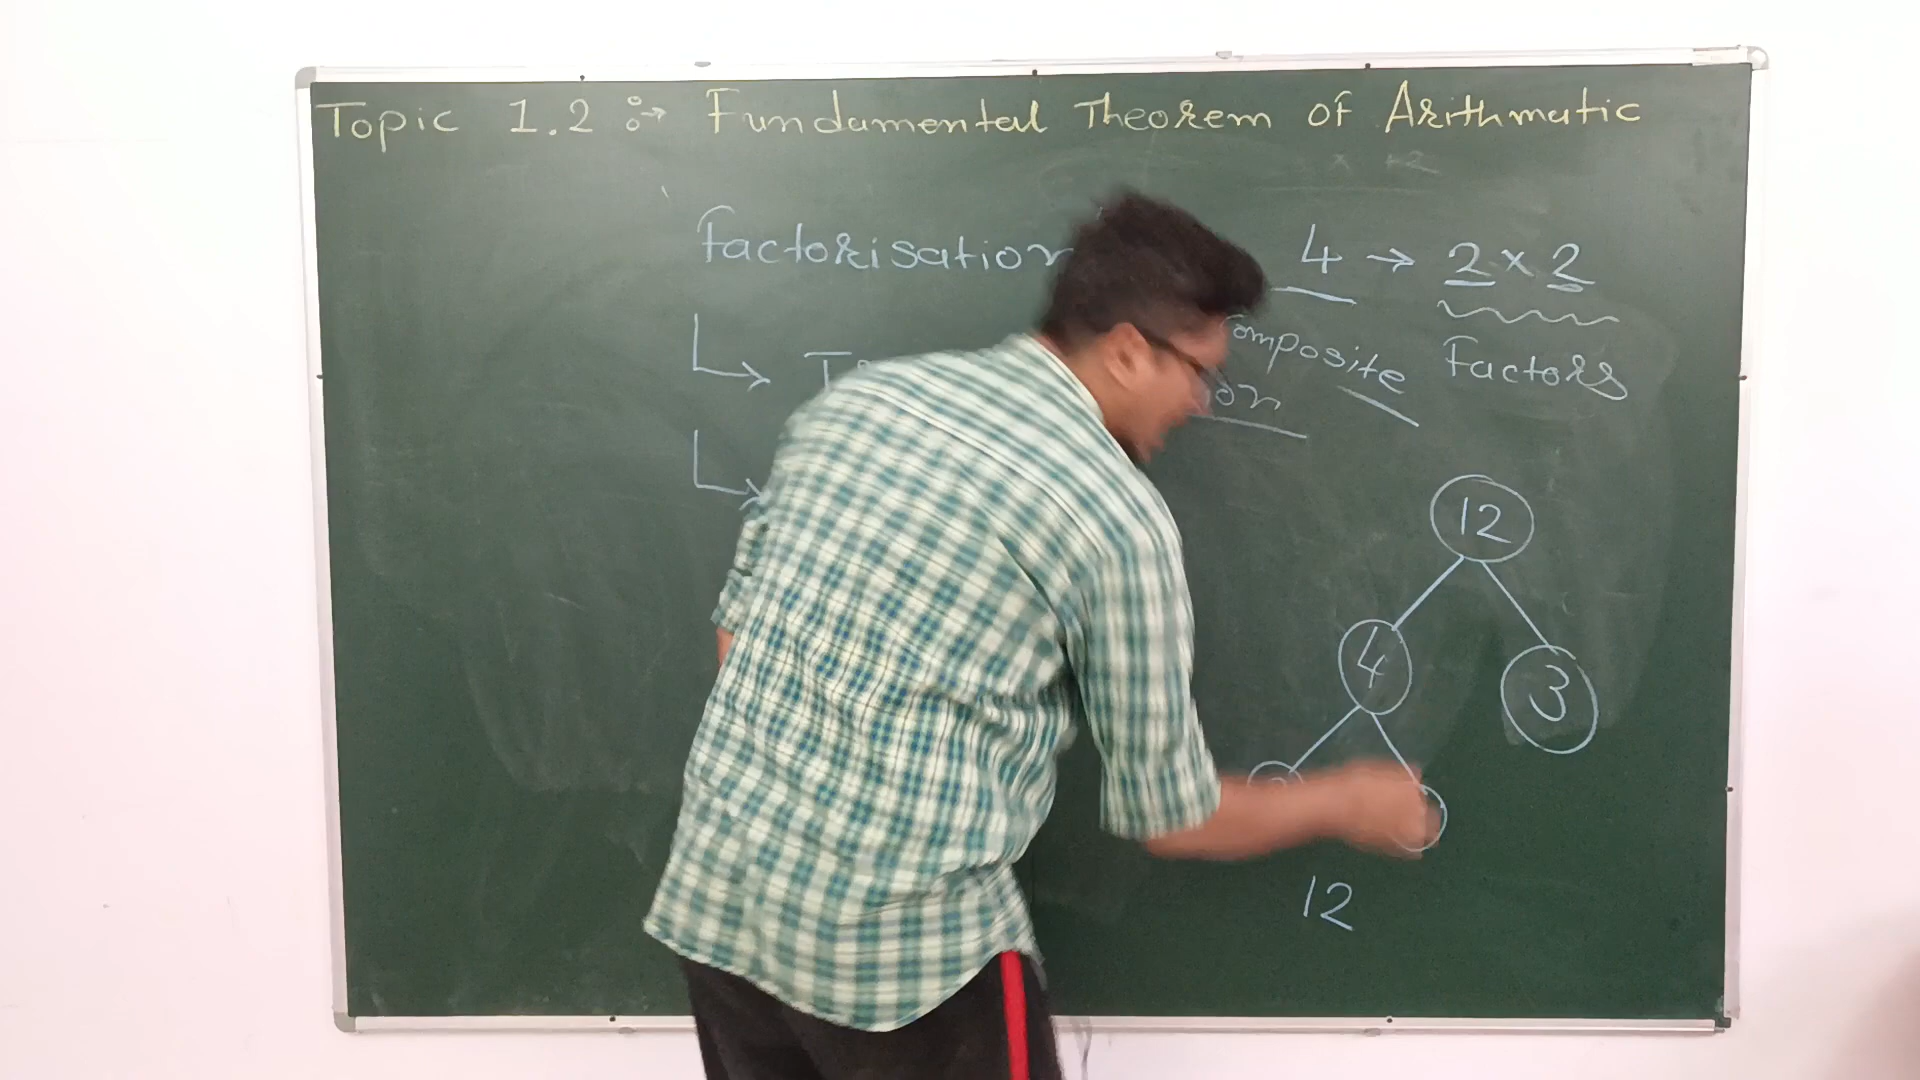 Topic 1.2 :→ Fundamental Theorem of Arithmatic
factorisation 4 → 2 x 2
Composite Factors
12
4 3
12